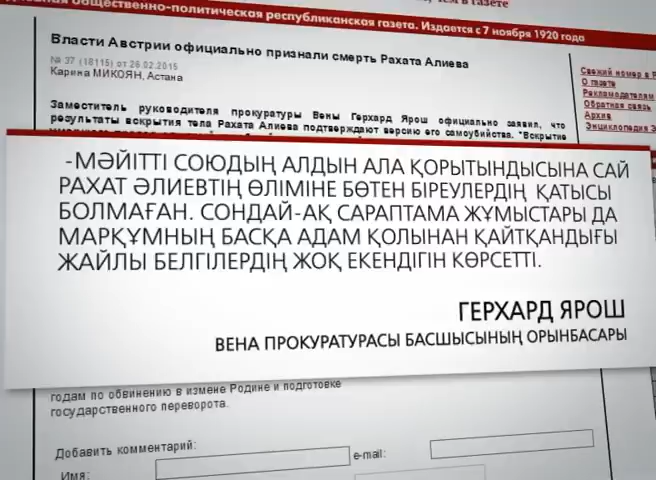 чем в газете
общественно-политическая республиканская газета. Издается с 7 ноября 1920 года
Власти Австрии официально признали смерть Рахата Алиева
№ 37 (18115) от 26.02.2015
Карина МИКОЯН, Астана
Свежий номер в
О газете
Рекламодателям
Обратная связь
Архив
Энциклопедия
Заместитель руководителя прокуратуры Вены Герхард Ярош официально заявил, что
результаты вскрытия тела Рахата Алиева подтверждают версию его самоубийства. "Вскрытие
-МӘЙІТТІ СОЮДЫҢ АЛДЫН АЛА ҚОРЫТЫНДЫСЫНА САЙ
РАХАТ ӘЛИЕВТІҢ ӨЛІМІНЕ БӨТЕН БІРЕУЛЕРДІҢ ҚАТЫСЫ
БОЛМАҒАН. СОНДАЙ-АҚ САРАПТАМА ЖҰМЫСТАРЫ ДА
МАРҚҰМНЫҢ БАСҚА АДАМ ҚОЛЫНАН ҚАЙТҚАНДЫҒЫ
ЖАЙЛЫ БЕЛГІЛЕРДІҢ ЖОҚ ЕКЕНДІГІН КӨРСЕТТІ.
ГЕРХАРД ЯРОШ
ВЕНА ПРОКУРАТУРАСЫ БАСШЫСЫНЫҢ ОРЫНБАСАРЫ
годам по обвинению в измене Родине и подготовке
государственного переворота.
Добавить комментарий:
Имя:
e-mail: